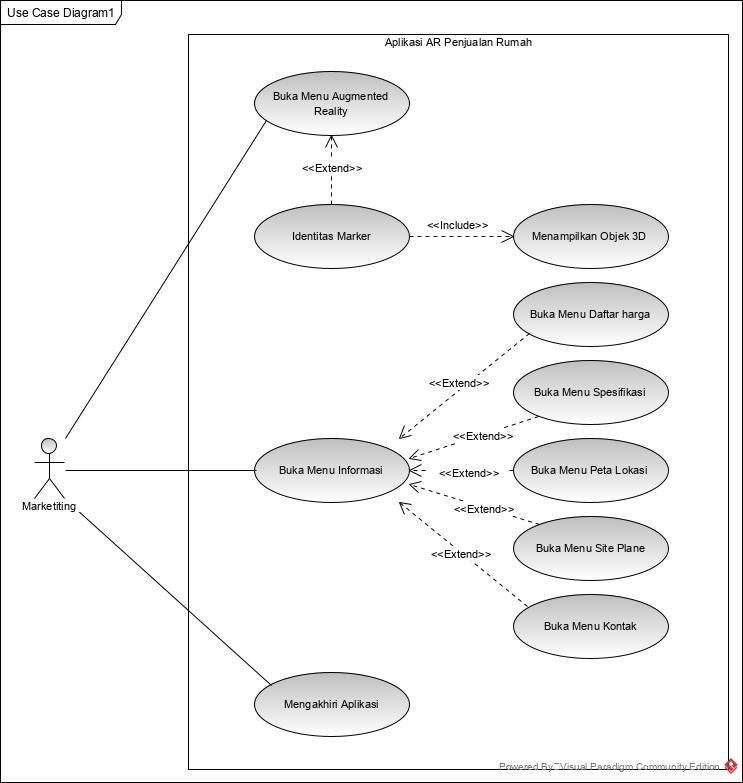 Use Case Diagram1
Aplikasi AR Penjualan Rumah
Buka Menu Augmented
Reality
<<Extend>>
Identitas Marker
<<Include>>
Menampilkan Objek 3D
Buka Menu Daftar harga
<<Extend>>
Buka Menu Spesifikasi
<<Extend>>
Buka Menu Informasi
<<Extend>>
Buka Menu Peta Lokasi
Marketiting
<<Extend>>
Buka Menu Site Plane
<<Extend>>
Buka Menu Kontak
Mengakhiri Aplikasi
Powered By Visual Paradigm Community Edition